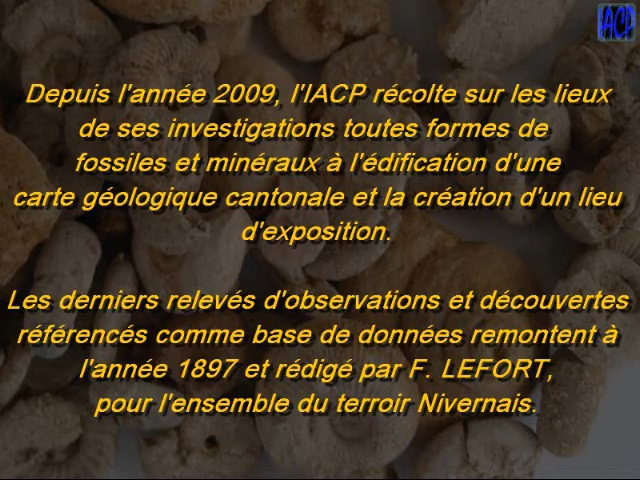 IACP
Depuis l'année 2009, l'IACP récolte sur les lieux
de ses investigations toutes formes de
fossiles et minéraux à l'édification d'une
carte géologique cantonale et la création d'un lieu
d'exposition.
Les derniers relevés d'observations et découvertes
référencés comme base de données remontent à
l'année 1897 et rédigé par F. LEFORT,
pour l'ensemble du terroir Nivernais.